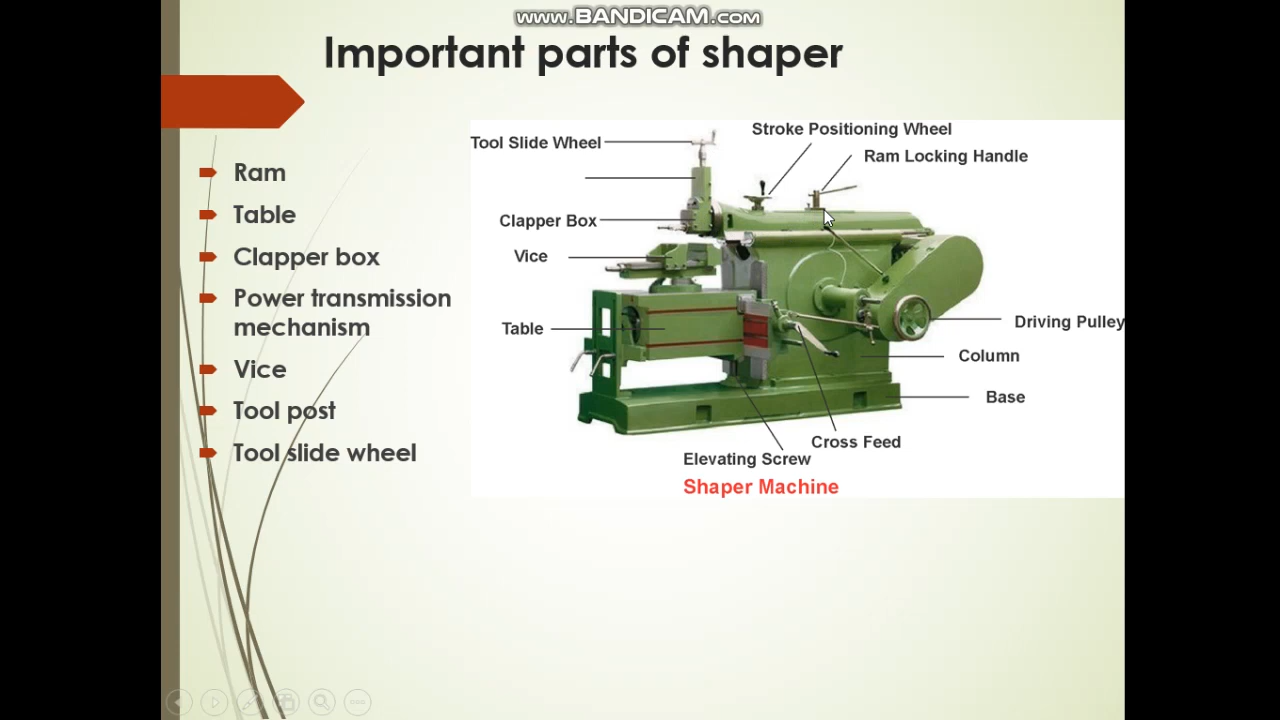 www.BANDICAM.com
Important parts of shaper
Ram
Table
Clapper box
Power transmission
mechanism
Vice
Tool post
Tool slide wheel
Stroke Positioning Wheel
Tool Slide Wheel
Ram Locking Handle
Clapper Box
Vice
Table
Driving Pulley
Column
Base
Cross Feed
Elevating Screw
Shaper Machine